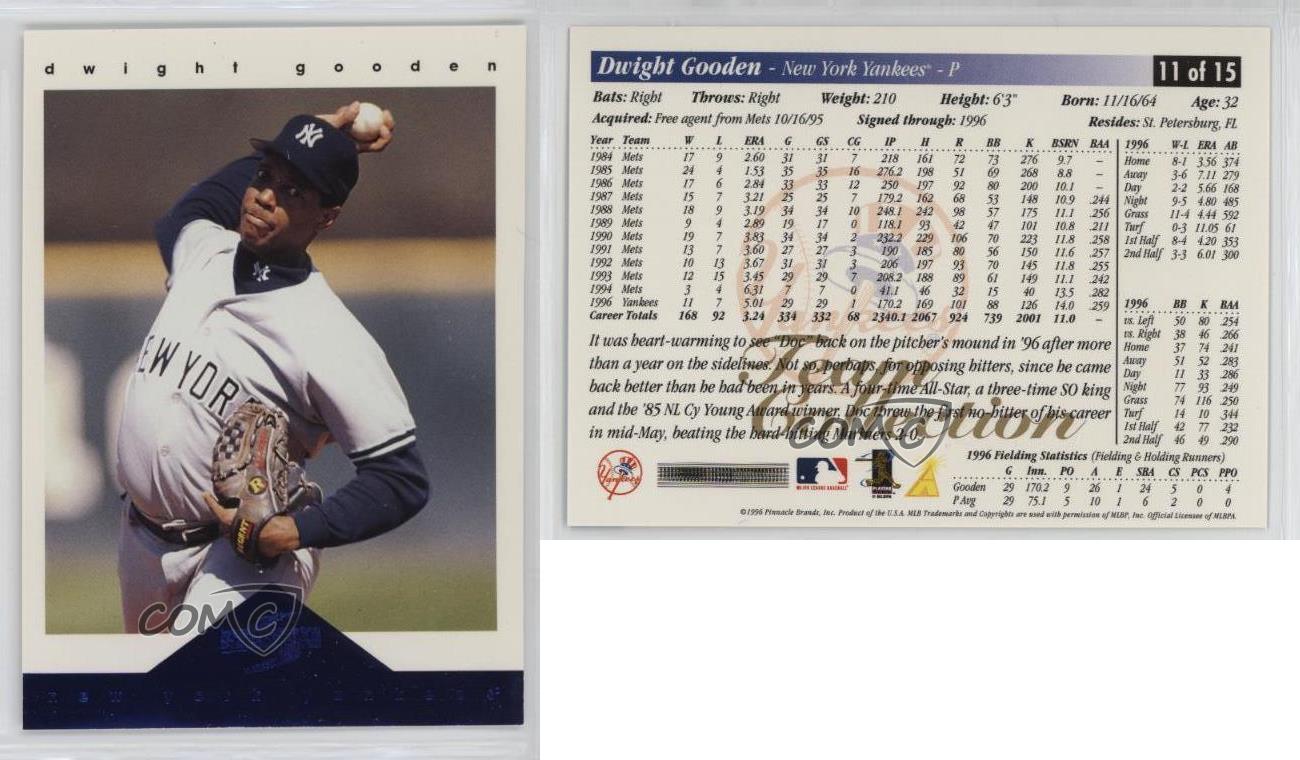 dwight gooden
NY
NY
NEW YORK
R
COMC
new york yankees
Dwight Gooden - New York Yankees® - P
11 of 15
Bats: Right Throws: Right Weight: 210 Height: 6'3" Born: 11/16/64 Age: 32
Acquired: Free agent from Mets 10/16/95 Signed through: 1996 Resides: St. Petersburg, FL
Year Team W L ERA G GS CG IP H R BB K BSRN BAA
1984 Mets 17 9 2.60 31 31 7 218 161 72 73 276 9.7 –
1985 Mets 24 4 1.53 35 35 16 276.2 198 51 69 268 8.8 –
1986 Mets 17 6 2.84 33 33 12 250 197 92 80 200 10.1 –
1987 Mets 15 7 3.21 25 25 7 179.2 162 68 53 148 10.9 .244
1988 Mets 18 9 3.19 34 34 10 248.1 242 98 57 175 11.1 .256
1989 Mets 9 4 2.89 19 17 0 118.1 93 42 47 101 10.8 .211
1990 Mets 19 7 3.83 34 34 2 232.2 229 106 70 223 11.8 .258
1991 Mets 13 7 3.60 27 27 3 190 185 80 56 150 11.6 .257
1992 Mets 10 13 3.67 31 31 3 206 197 93 70 145 11.8 .255
1993 Mets 12 15 3.45 29 29 7 208.2 188 89 61 149 11.1 .242
1994 Mets 3 4 6.31 7 7 0 41.1 46 32 15 40 13.5 .282
1996 Yankees 11 7 5.01 29 29 1 170.2 169 101 88 126 14.0 .259
Career Totals 168 92 3.24 334 332 68 2340.1 2067 924 739 2001 11.0 –
1996 W-L ERA AB
Home 8-1 3.56 374
Away 3-6 7.11 279
Day 2-2 5.66 168
Night 9-5 4.80 485
Grass 11-4 4.44 592
Turf 0-3 11.05 61
1st Half 8-4 4.20 353
2nd Half 3-3 6.01 300
1996 BB K BAA
vs. Left 50 80 .254
vs. Right 38 46 .266
Home 37 74 .241
Away 51 52 .283
Day 11 33 .286
Night 77 93 .249
Grass 74 116 .250
Turf 14 10 .344
1st Half 42 77 .232
2nd Half 46 49 .290
It was heart-warming to see "Doc" back on the pitcher's mound in '96 after more
than a year on the sidelines. Not so, perhaps, for opposing hitters, since he came
back better than he had been in years. A four-time All-Star, a three-time SO king
and the '85 NL Cy Young Award winner, Doc threw the first no-hitter of his career
in mid-May, beating the hard-hitting Mariners 2-0.
Yankees
Team
Collection
COMC
1996 Fielding Statistics (Fielding & Holding Runners)
G Inn. PO A E SBA CS PCS PPO
Gooden 29 170.2 9 26 1 24 5 0 4
P Avg 29 75.1 5 10 1 6 2 0 0
Yankees
MAJOR LEAGUE BASEBALL
©1996 Pinnacle Brands, Inc. Product of the U.S.A. MLB Trademarks and Copyrights are used with permission of MLBP, Inc. Official Licensee of MLBPA.